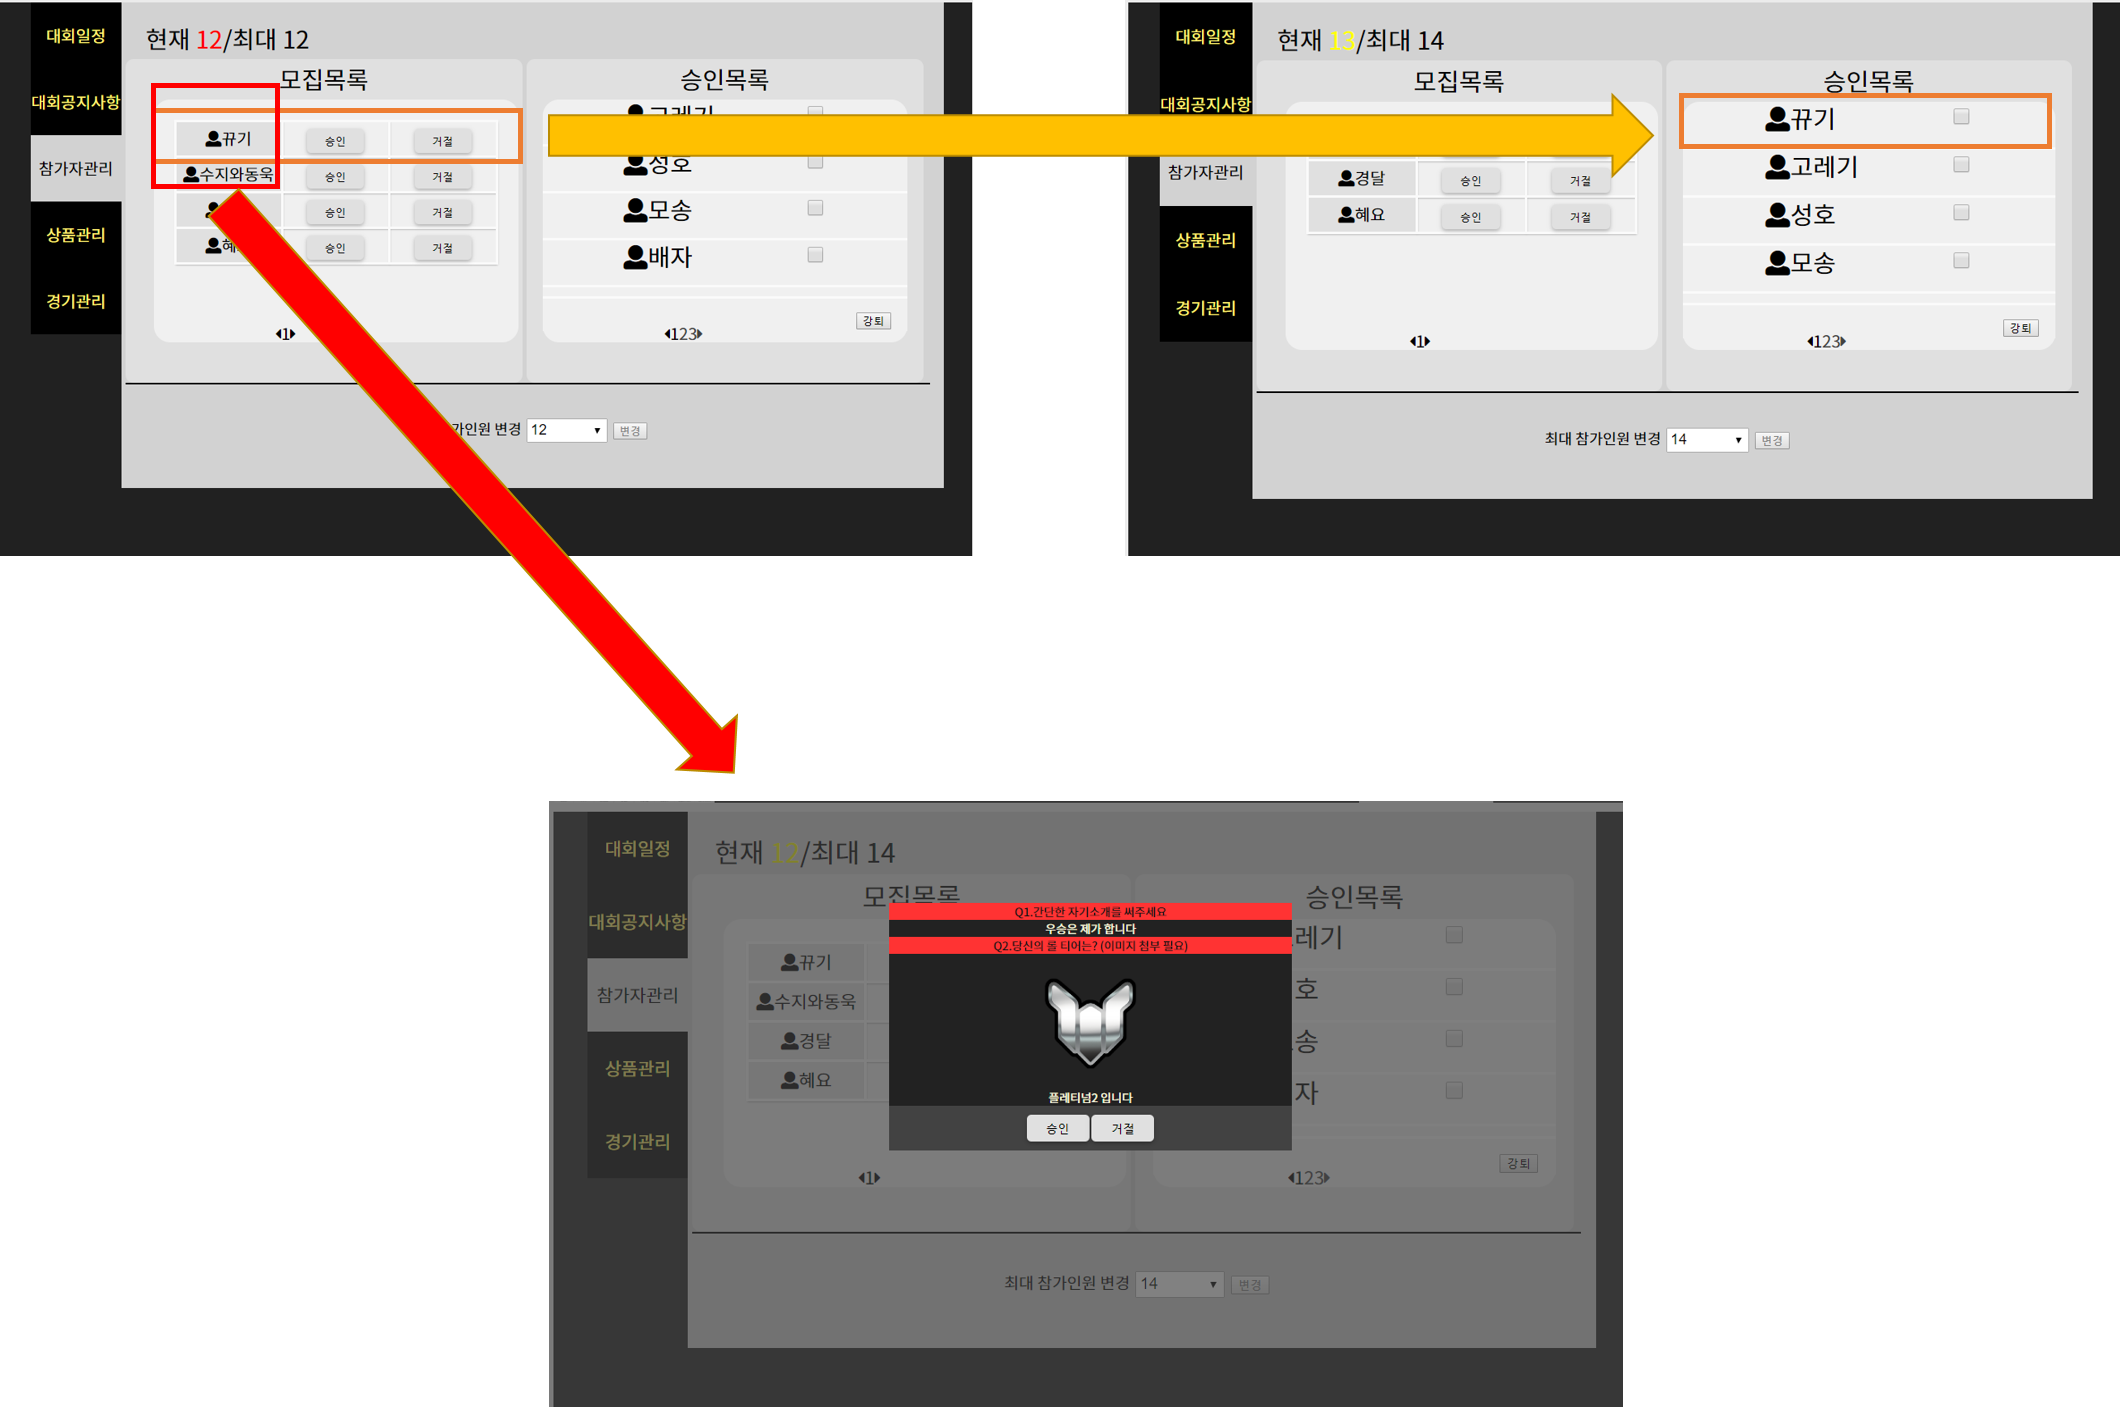 대회일정
대회공지사항
참가자관리
상품관리
경기관리
현재 12/최대 12
모집목록
뀨기 승인 거절
수지와동욱 승인 거절
승인 거절
승인 거절
1
승인목록
고레기
성호
모송
배자
강퇴
123
가인원 변경 12 변경
대회일정
대회공지사항
참가자관리
상품관리
경기관리
현재 13/최대 14
모집목록
경달 승인 거절
혜요 승인 거절
1
승인목록
뀨기
고레기
성호
모송
강퇴
123
최대 참가인원 변경 14 변경
대회일정
대회공지사항
참가자관리
상품관리
경기관리
현재 12/최대 14
모집목록
뀨기
수지와동욱
경달
혜요
1
승인목록
레기
호
송
자
강퇴
123
Q1.간단한 자기소개를 써주세요
우승은 제가 합니다
Q2.당신의 롤 티어는? (이미지 첨부 필요)
플레티넘2 입니다
승인 거절
최대 참가인원 변경 14 변경